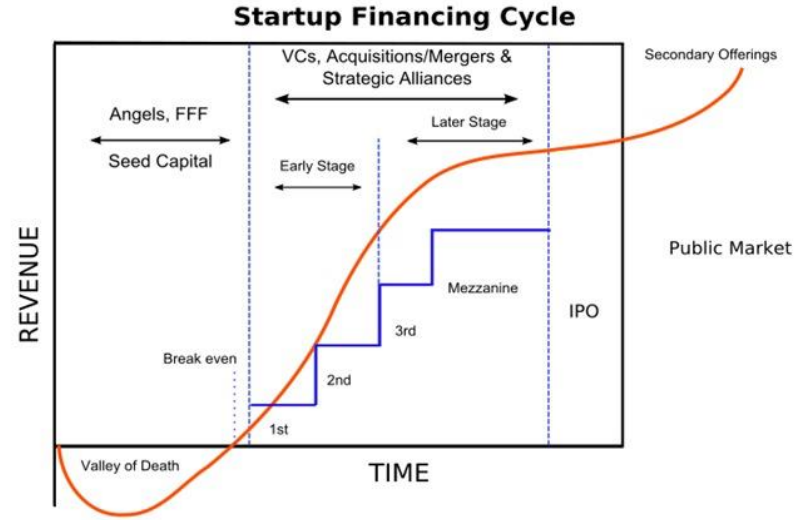 Startup Financing Cycle
VCs, Acquisitions/Mergers &
Strategic Alliances
Secondary Offerings
Angels, FFF
Seed Capital
Later Stage
Early Stage
REVENUE
Public Market
Mezzanine
IPO
3rd
Break even
2nd
1st
Valley of Death
TIME